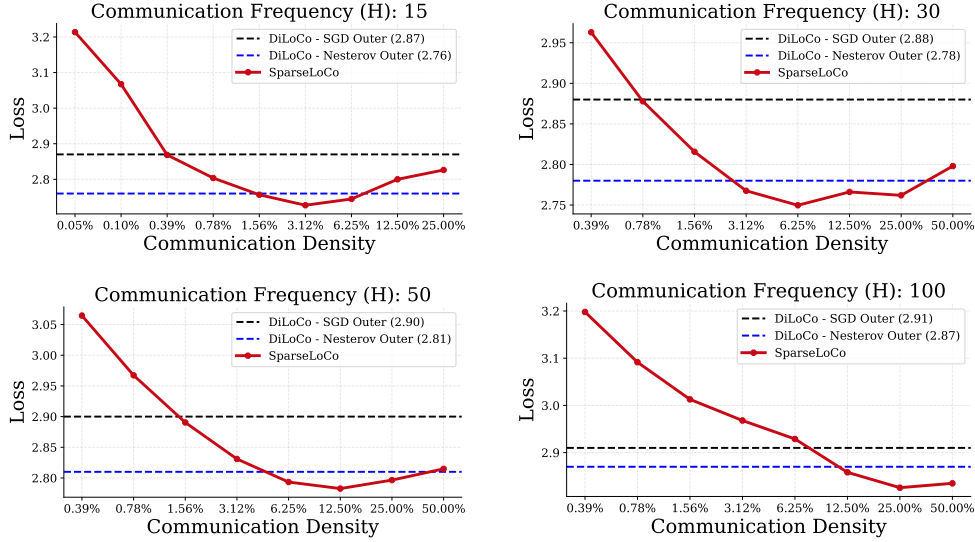 Communication Frequency (H): 15
3.2
3.1
3.0
2.9
2.8
Loss
DiLoCo - SGD Outer (2.87)
DiLoCo - Nesterov Outer (2.76)
SparseLoCo
0.05% 0.10% 0.39% 0.78% 1.56% 3.12% 6.25% 12.50% 25.00%
Communication Density
Communication Frequency (H): 30
2.95
2.90
2.85
2.80
2.75
Loss
DiLoCo - SGD Outer (2.88)
DiLoCo - Nesterov Outer (2.78)
SparseLoCo
0.39% 0.78% 1.56% 3.12% 6.25% 12.50% 25.00% 50.00%
Communication Density
Communication Frequency (H): 50
3.05
3.00
2.95
2.90
2.85
2.80
Loss
DiLoCo - SGD Outer (2.90)
DiLoCo - Nesterov Outer (2.81)
SparseLoCo
0.39% 0.78% 1.56% 3.12% 6.25% 12.50% 25.00% 50.00%
Communication Density
Communication Frequency (H): 100
3.2
3.1
3.0
2.9
Loss
DiLoCo - SGD Outer (2.91)
DiLoCo - Nesterov Outer (2.87)
SparseLoCo
0.39% 0.78% 1.56% 3.12% 6.25% 12.50% 25.00% 50.00%
Communication Density